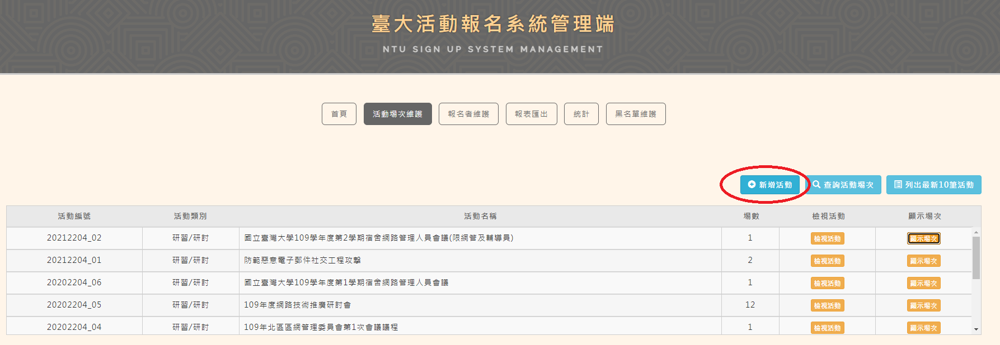 臺大活動報名系統管理端
NTU SIGN UP SYSTEM MANAGEMENT
首頁 活動場次維護 報名者維護 報表匯出 統計 黑名單維護
新增活動 查詢活動場次 列出最新10筆活動
活動編號 活動類別 活動名稱 場數 檢視活動 顯示場次
20212204_02 研習/研討 國立臺灣大學109學年度第2學期宿舍網路管理人員會議(限網管及輔導員) 1 檢視活動 顯示場次
20212204_01 研習/研討 防範惡意電子郵件社交工程攻擊 2 檢視活動 顯示場次
20202204_06 研習/研討 國立臺灣大學109學年度第1學期宿舍網路管理人員會議 1 檢視活動 顯示場次
20202204_05 研習/研討 109年度網路技術推廣研討會 12 檢視活動 顯示場次
20202204_04 研習/研討 109年北區區網管理委員會第1次會議議程 1 檢視活動 顯示場次